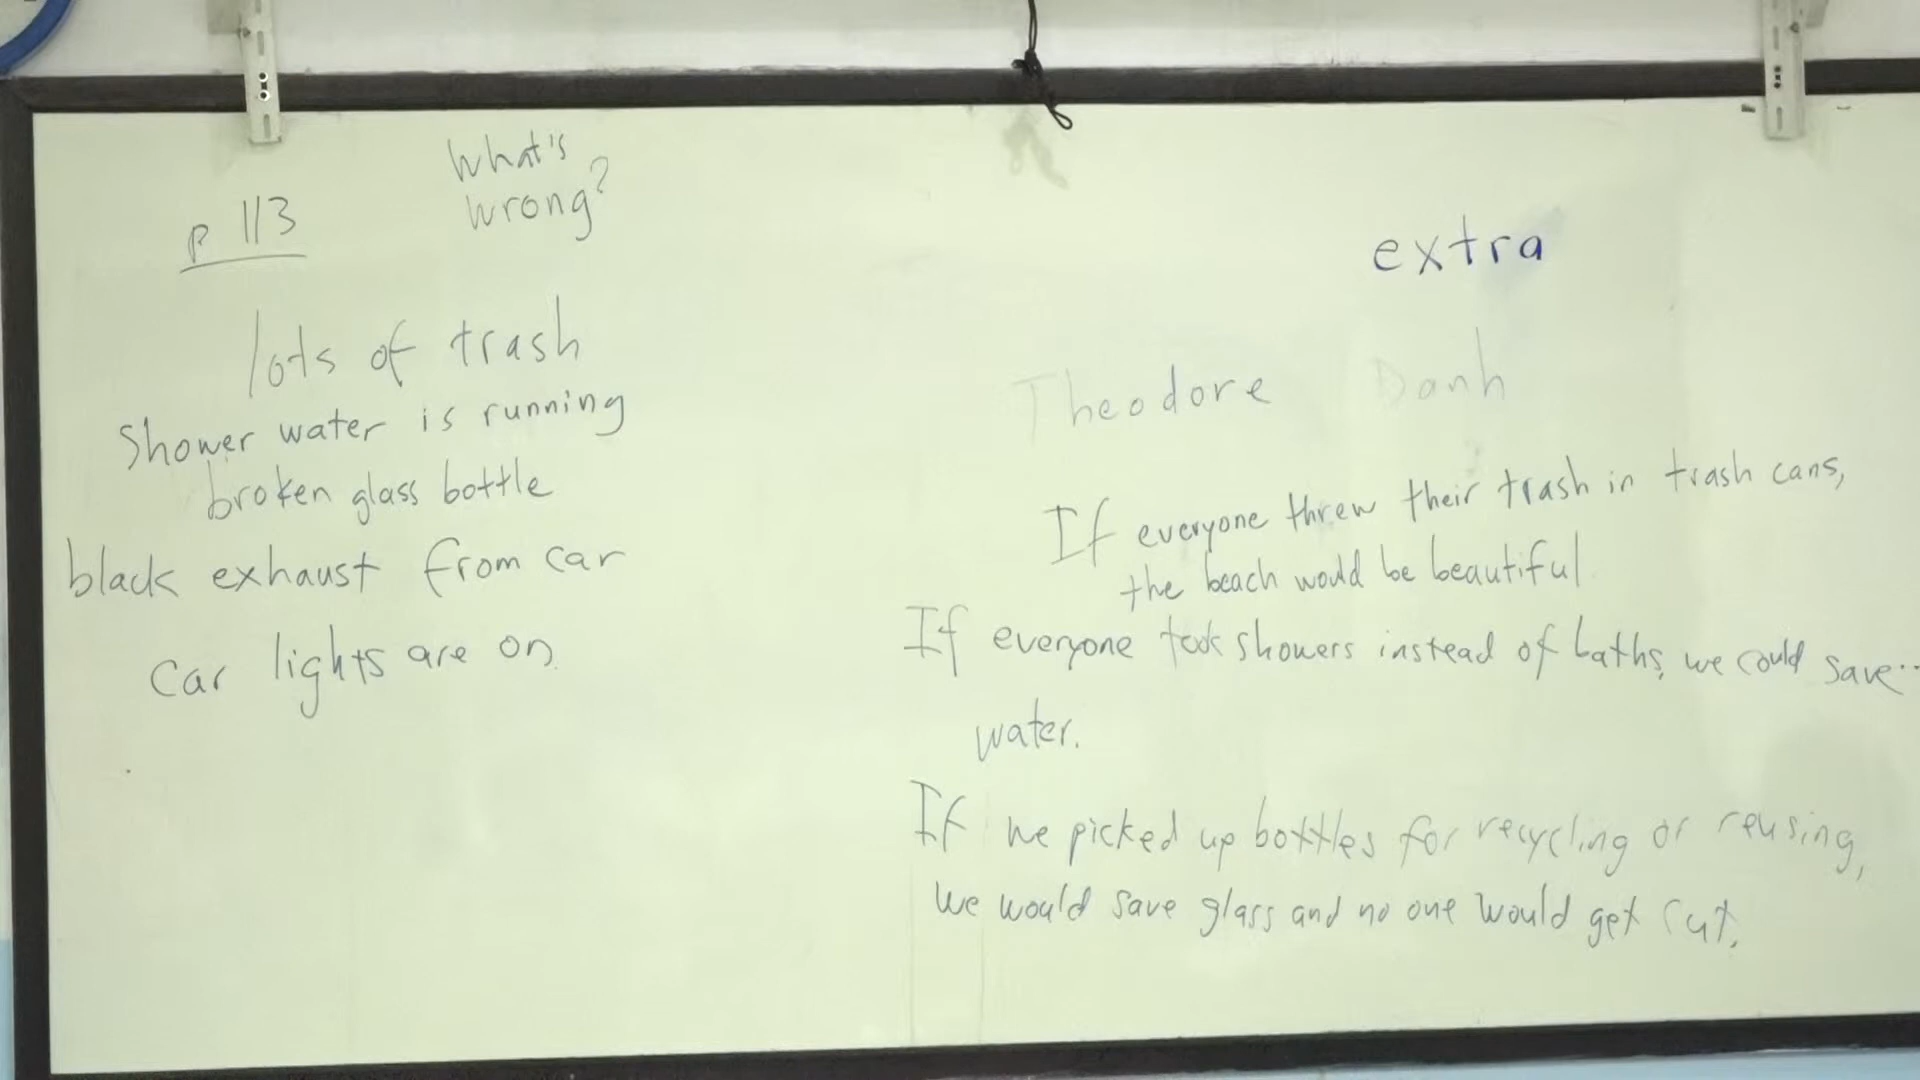 p 113
What's
wrong?
lots of trash
Shower water is running
broken glass bottle
black exhaust from car
Car lights are on
extra
Theodore Danh
If everyone threw their trash in trash cans,
the beach would be beautiful
If everyone took showers instead of baths, we could save..
water.
If we picked up bottles for recycling or reusing,
we would save glass and no one would get cut.